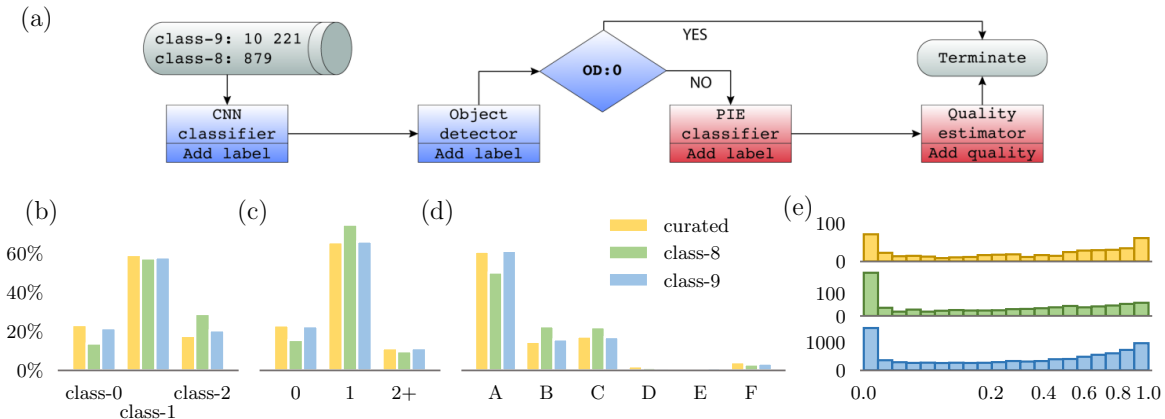 (a)
class-9: 10 221
class-8: 879
CNN
classifier
Add label
Object
detector
Add label
OD:0
YES
NO
PIE
classifier
Add label
Terminate
Quality
estimator
Add quality
(b)
60%
40%
20%
0%
class-0
class-1
class-2
(c)
0
1
2+
(d)
curated
class-8
class-9
A
B
C
D
E
F
(e)
100
0
100
0
1000
0
0.0
0.2
0.4
0.6
0.8
1.0